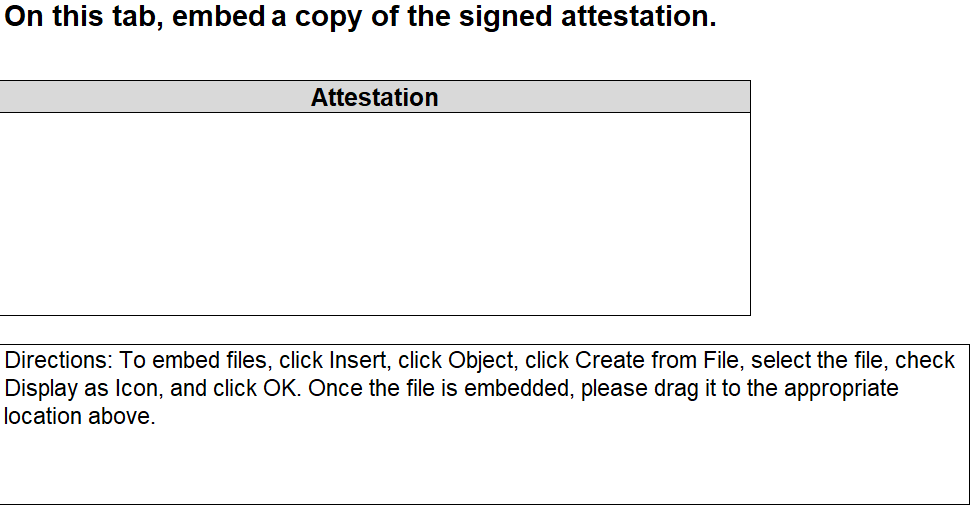 On this tab, embed a copy of the signed attestation.
Attestation
Directions: To embed files, click Insert, click Object, click Create from File, select the file, check
Display as Icon, and click OK. Once the file is embedded, please drag it to the appropriate
location above.